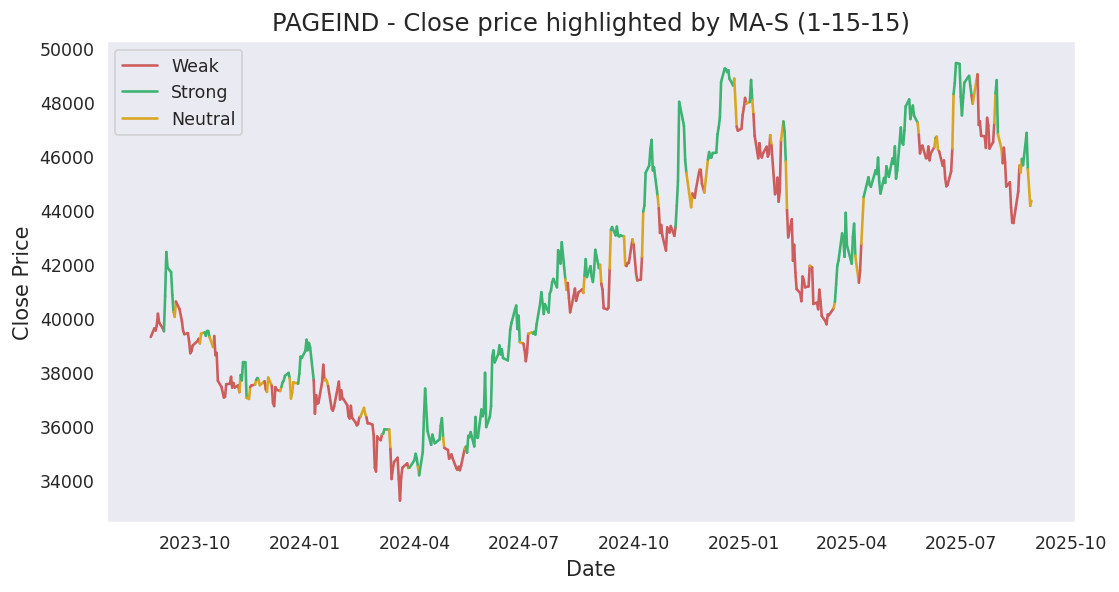 PAGEIND - Close price highlighted by MA-S (1-15-15)
Weak
Strong
Neutral
Close Price
50000
48000
46000
44000
42000
40000
38000
36000
34000
2023-10 2024-01 2024-04 2024-07 2024-10 2025-01 2025-04 2025-07 2025-10
Date